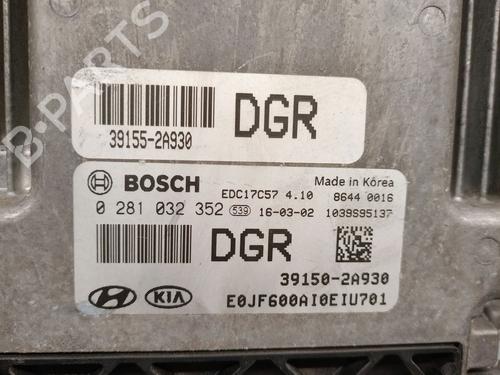 B-PARTS
DGR
39155-2A930
BOSCH
EDC17C57 4.10
Made in Kórea
8644 0016
0 281 032 352 539 16-03-02 1039S95137
DGR
39150-2A930
KIA
E0JF600AI0EIU701